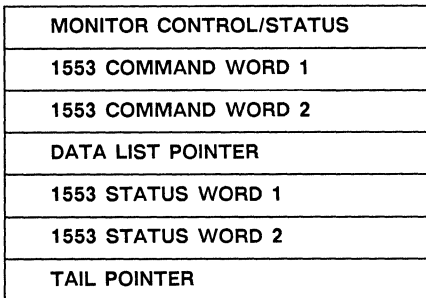 MONITOR CONTROL/STATUS
1553 COMMAND WORD 1
1553 COMMAND WORD 2
DATA LIST POINTER
1553 STATUS WORD 1
1553 STATUS WORD 2
TAIL POINTER